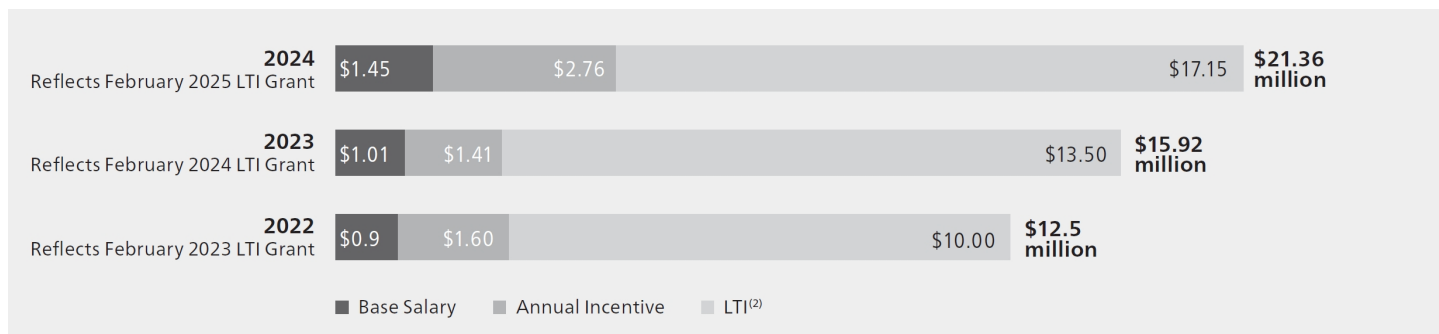 2024
Reflects February 2025 LTI Grant
$1.45 $2.76 $17.15
$21.36
million
2023
Reflects February 2024 LTI Grant
$1.01 $1.41 $13.50
$15.92
million
2022
Reflects February 2023 LTI Grant
$0.9 $1.60 $10.00
$12.5
million
Base Salary Annual Incentive LTI(2)